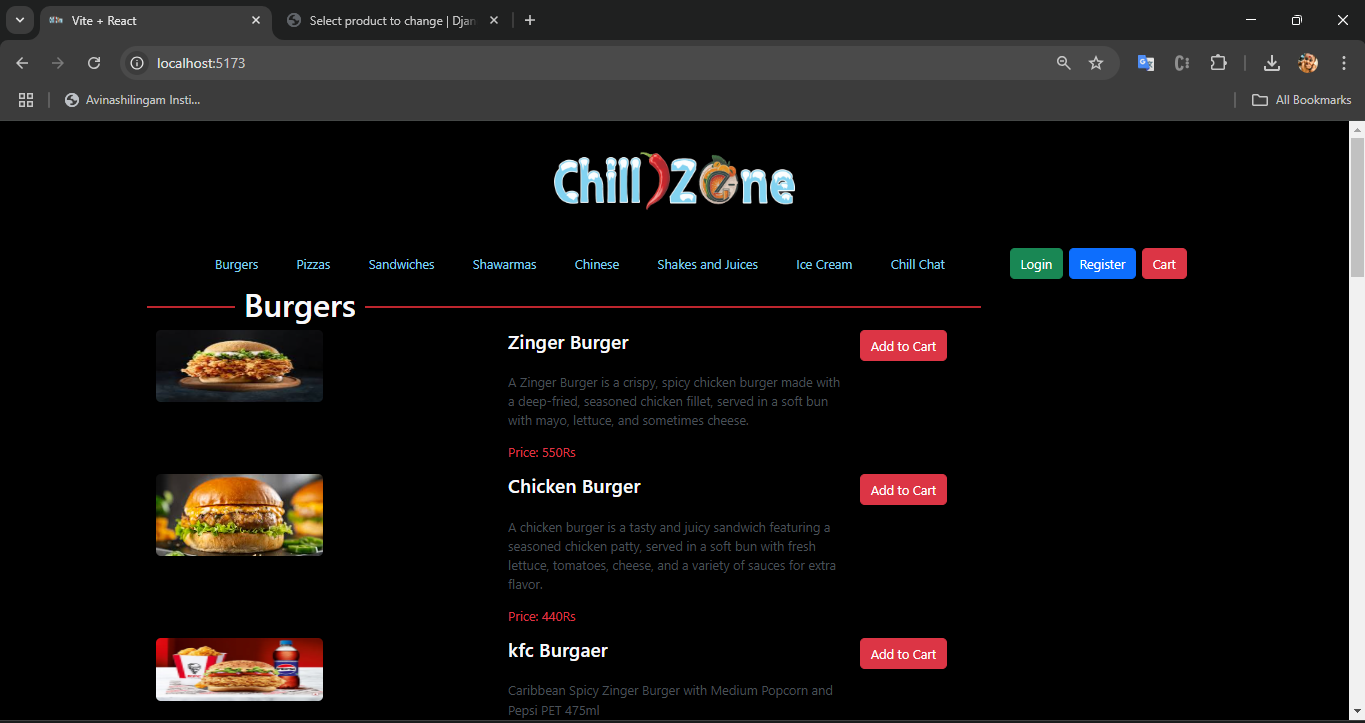 Vite + React
Select product to change | Djan
localhost:5173
Avinashilingam Insti...
All Bookmarks
Chill Zone
Burgers Pizzas Sandwiches Shawarmas Chinese Shakes and Juices Ice Cream Chill Chat Login Register Cart
Burgers
Zinger Burger
Add to Cart
A Zinger Burger is a crispy, spicy chicken burger made with
a deep-fried, seasoned chicken fillet, served in a soft bun
with mayo, lettuce, and sometimes cheese.
Price: 550Rs
Chicken Burger
Add to Cart
A chicken burger is a tasty and juicy sandwich featuring a
seasoned chicken patty, served in a soft bun with fresh
lettuce, tomatoes, cheese, and a variety of sauces for extra
flavor.
Price: 440Rs
kfc Burgaer
Add to Cart
Caribbean Spicy Zinger Burger with Medium Popcorn and
Pepsi PET 475ml